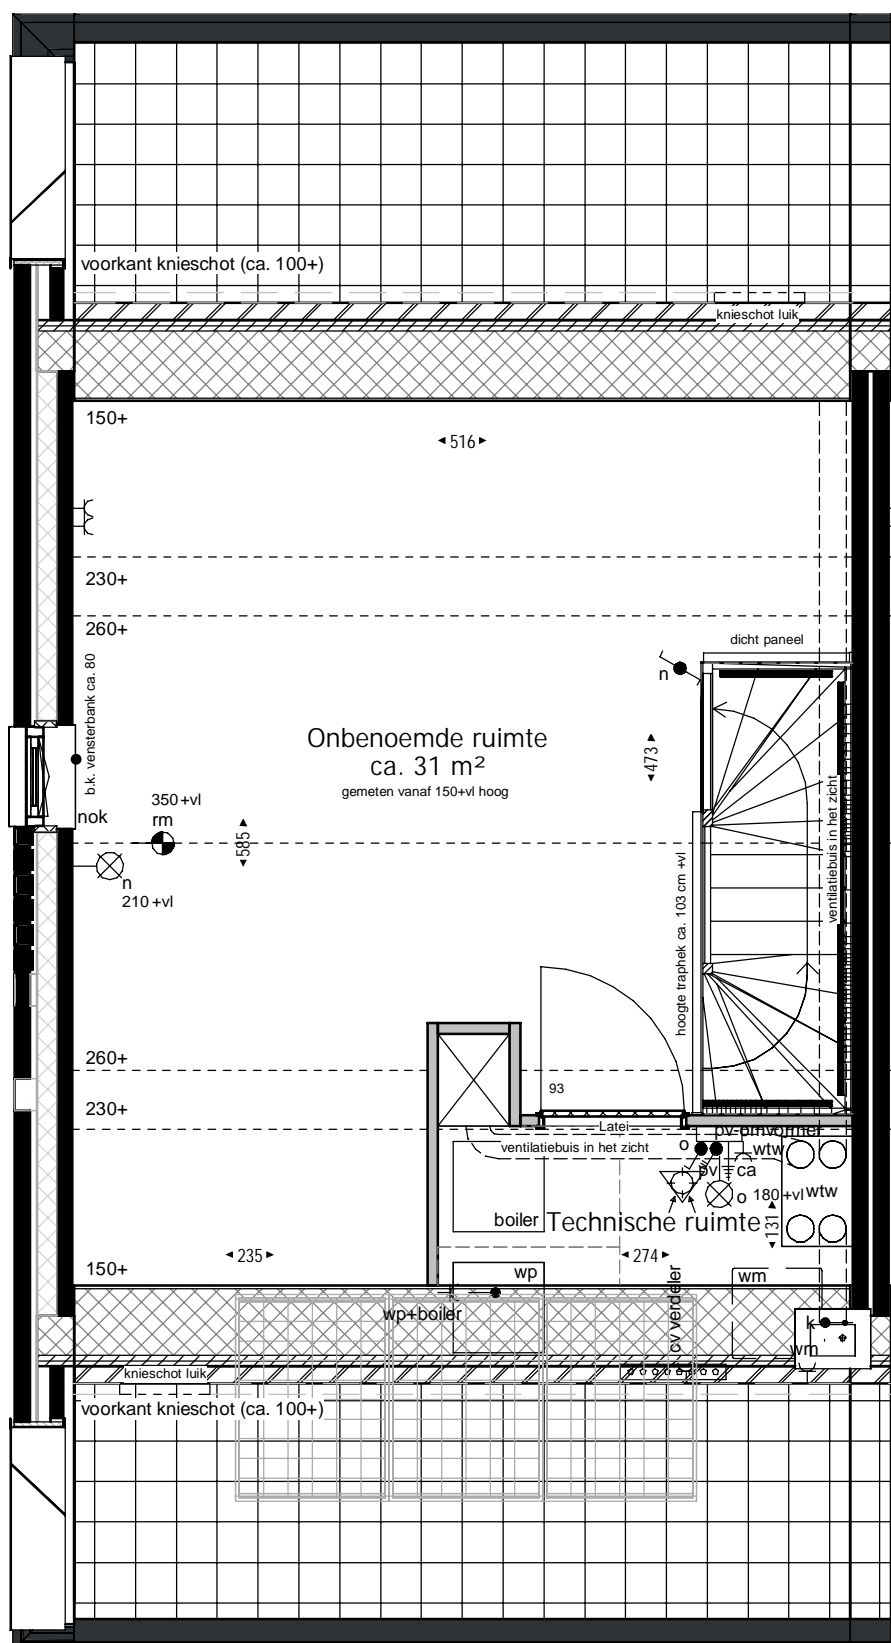 voorkant knieschot (ca. 100+)
knieschot luik
150+
516
230+
260+
dicht paneel
n
b.k. vensterbank ca. 80
Onbenoemde ruimte
ca. 31 m²
gemeten vanaf 150+vl hoog
473
ventilatiebuis in het zicht
nok
350+vl
rm
585
n
210+vl
hoogte traphek ca. 103 cm +vl
260+
93
230+
Latei
pv-omvormer
ventilatiebuis in het zicht
o
wtw
pv
ca
o 180+vl
wtw
boiler
Technische ruimte
131
235
274
150+
wp
wm
wp+boiler
cv verdeler
k
wm
knieschot luik
voorkant knieschot (ca. 100+)